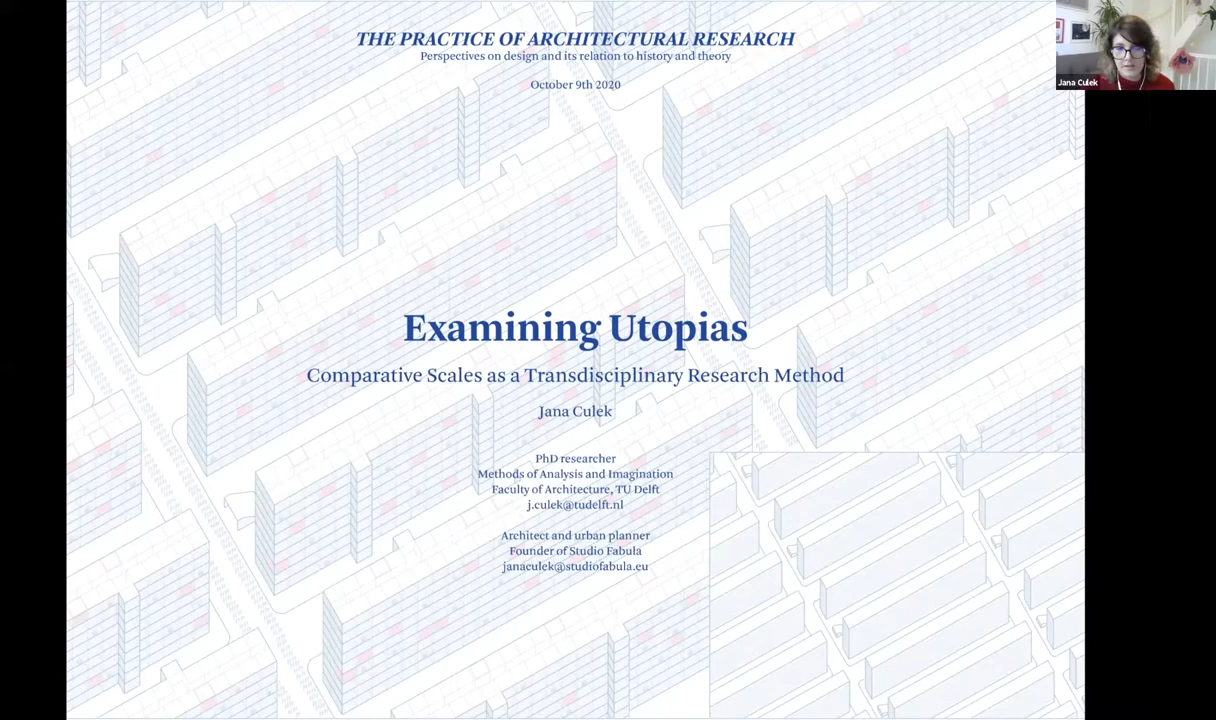 THE PRACTICE OF ARCHITECTURAL RESEARCH
Perspectives on design and its relation to history and theory
October 9th 2020
Jana Culek
Examining Utopias
Comparative Scales as a Transdisciplinary Research Method
Jana Culek
PhD researcher
Methods of Analysis and Imagination
Faculty of Architecture, TU Delft
j.culek@tudelft.nl
Architect and urban planner
Founder of Studio Fabula
janaculek@studiofabula.eu